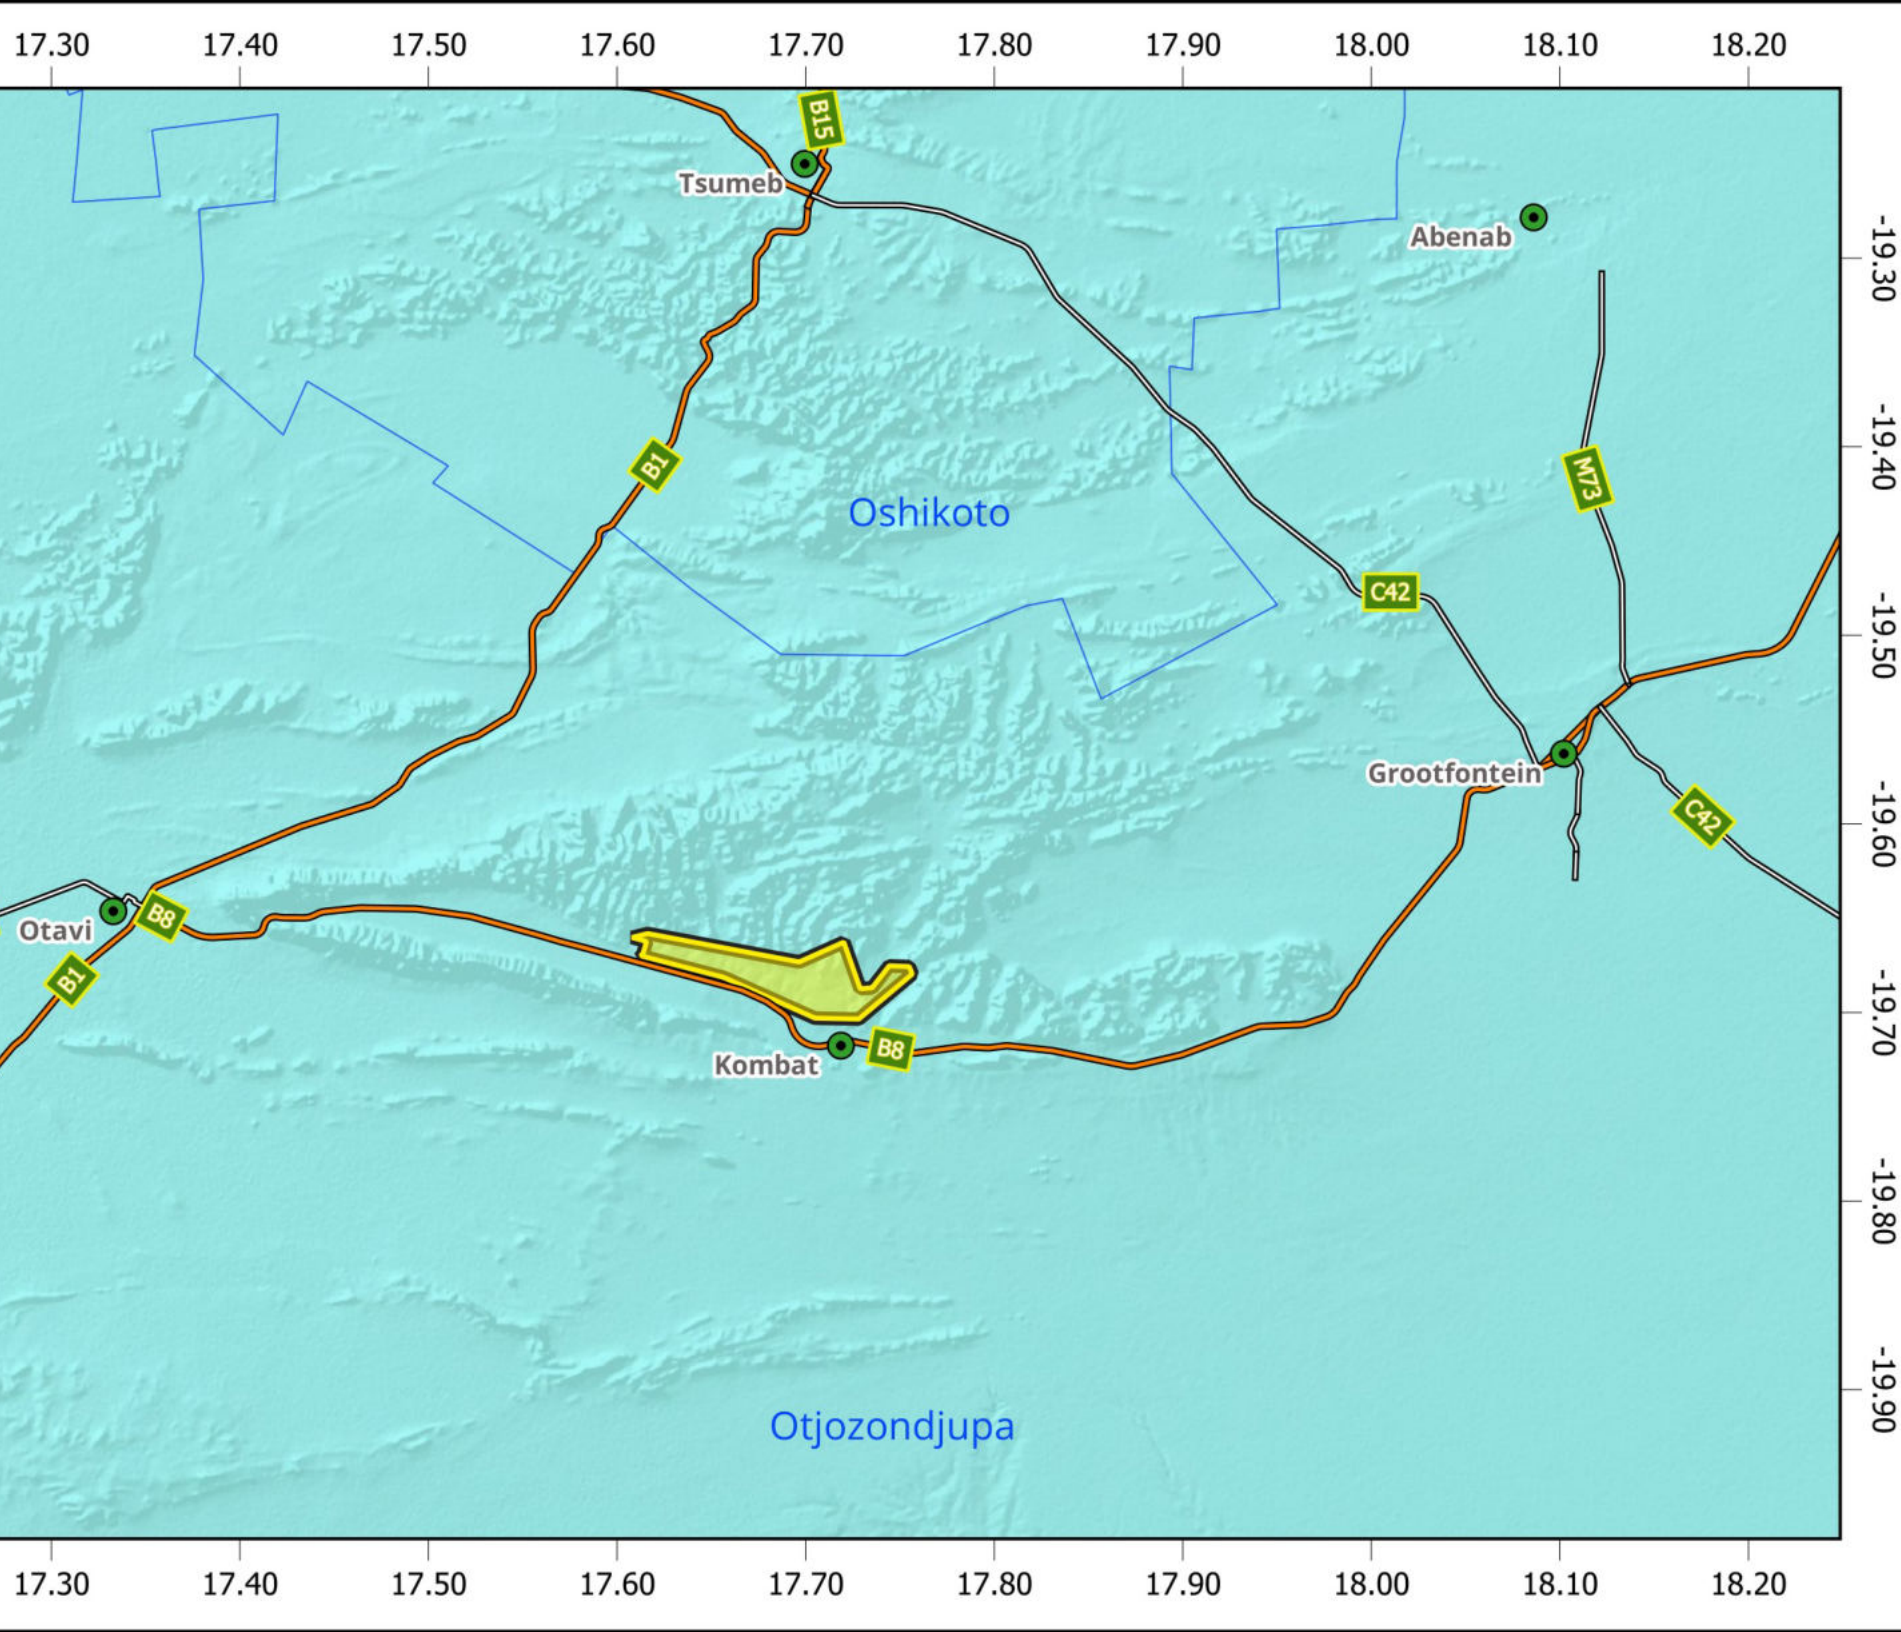 17.30 17.40 17.50 17.60 17.70 17.80 17.90 18.00 18.10 18.20
B15
Tsumeb
Abenab
-19.30
B1
-19.40
M73
Oshikoto
C42
-19.50
Grootfontein
C42
-19.60
B8
Otavi
B1
-19.70
Kombat
B8
-19.80
-19.90
Otjozondjupa
17.30 17.40 17.50 17.60 17.70 17.80 17.90 18.00 18.10 18.20